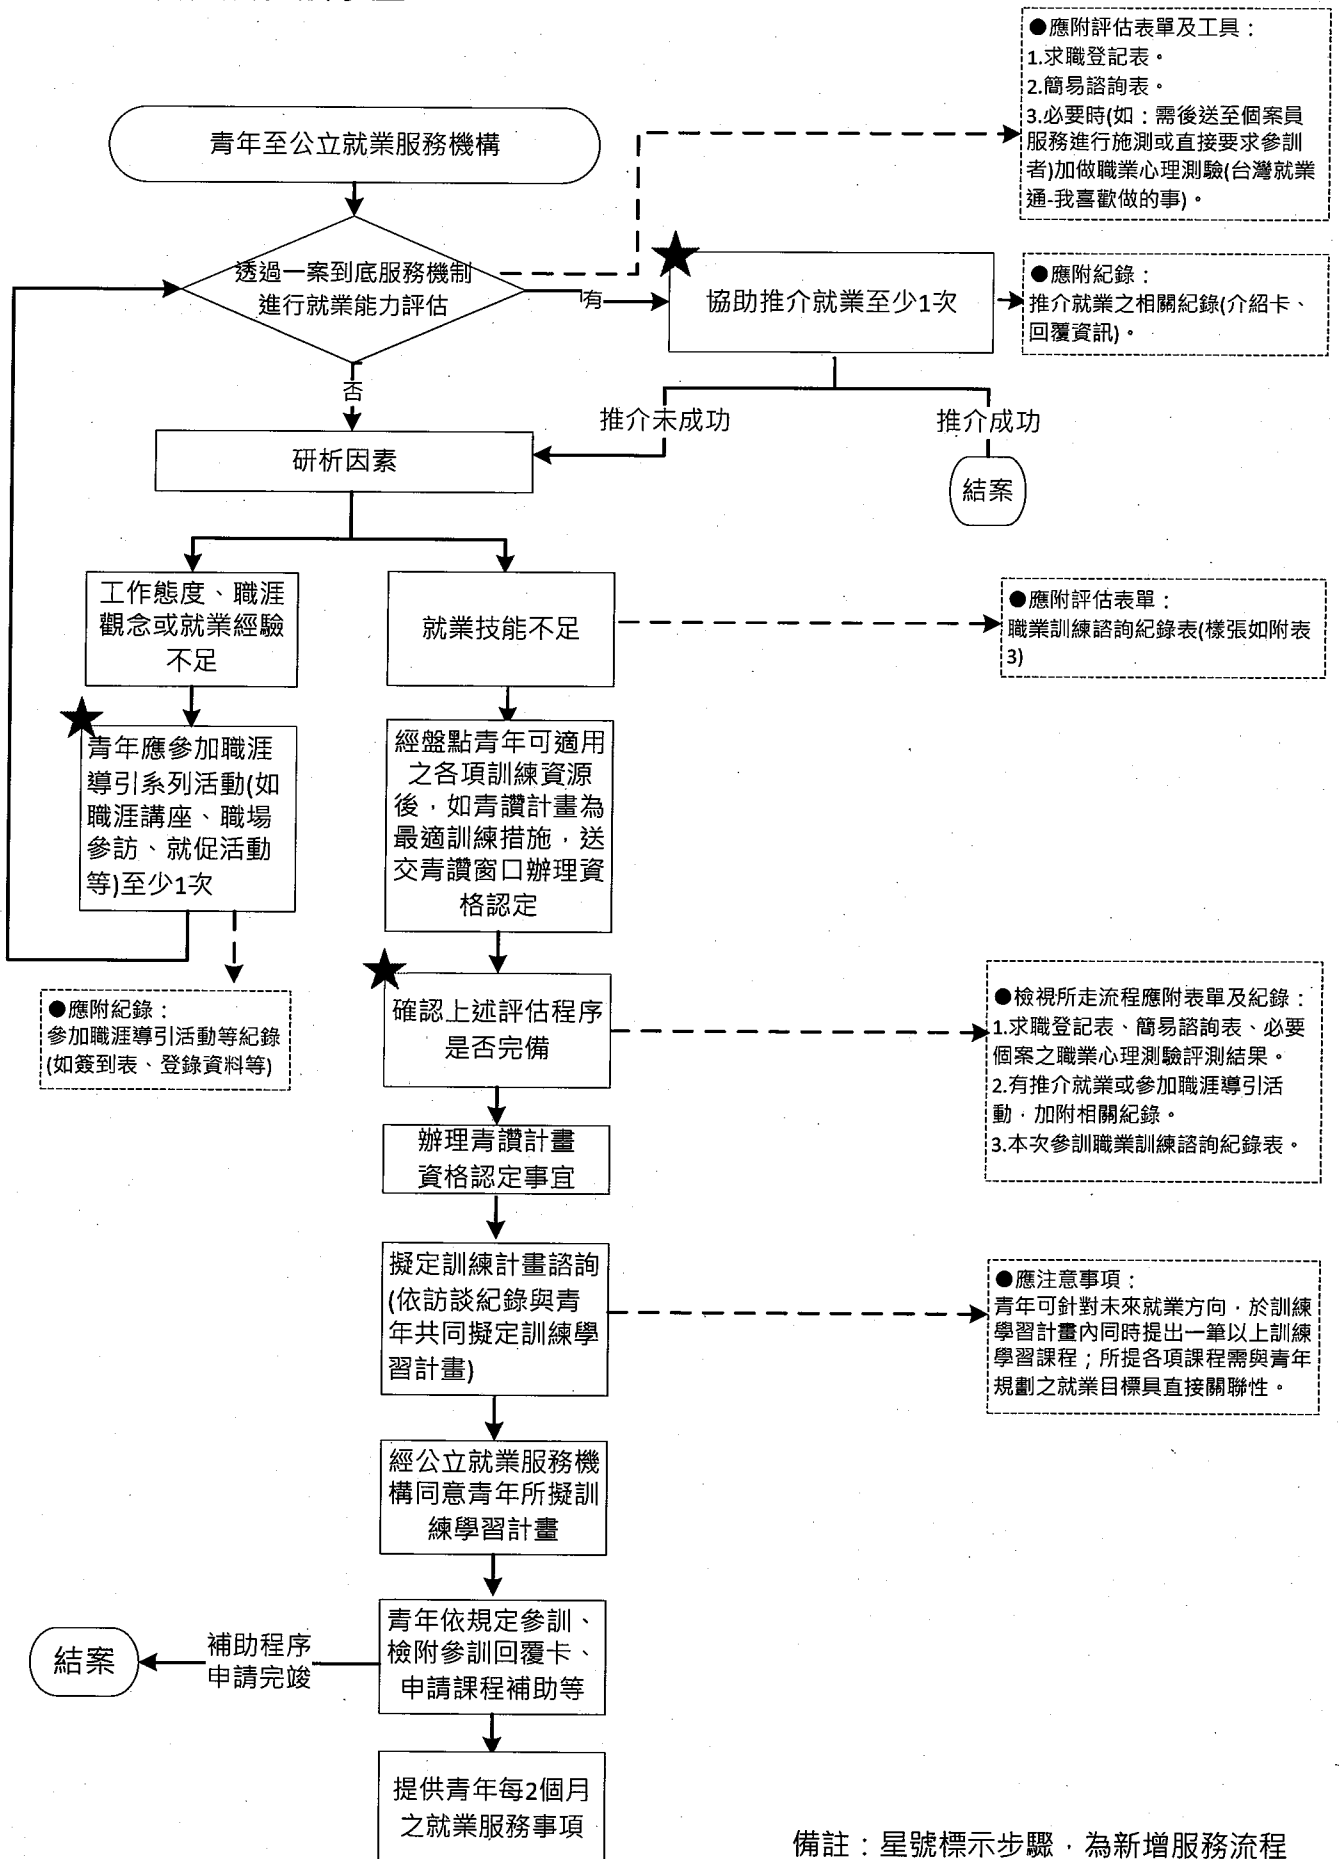 ●應附評估表單及工具：
1.求職登記表。
2.簡易諮詢表。
3.必要時(如：需後送至個案員
服務進行施測或直接要求參訓
者)加做職業心理測驗(台灣就業
通-我喜歡做的事)。
青年至公立就業服務機構
透過一案到底服務機制
進行就業能力評估
有
協助推介就業至少1次
●應附紀錄：
推介就業之相關紀錄(介紹卡、
回覆資訊)。
否
推介未成功
推介成功
研析因素
結案
工作態度、職涯
觀念或就業經驗
不足
就業技能不足
●應附評估表單：
職業訓練諮詢紀錄表(樣張如附表
3)
青年應參加職涯
導引系列活動(如
職涯講座、職場
參訪、就促活動
等)至少1次
經盤點青年可適用
之各項訓練資源
後，如青讚計畫為
最適訓練措施，送
交青讚窗口辦理資
格認定
●應附紀錄：
參加職涯導引活動等紀錄
(如簽到表、登錄資料等)
確認上述評估程序
是否完備
●檢視所走流程應附表單及紀錄：
1.求職登記表、簡易諮詢表、必要
個案之職業心理測驗評測結果。
2.有推介就業或參加職涯導引活
動，加附相關紀錄。
3.本次參訓職業訓練諮詢紀錄表。
辦理青讚計畫
資格認定事宜
擬定訓練計畫諮詢
(依訪談紀錄與青
年共同擬定訓練學
習計畫)
●應注意事項：
青年可針對未來就業方向，於訓練
學習計畫內同時提出一筆以上訓練
學習課程；所提各項課程需與青年
規劃之就業目標具直接關聯性。
經公立就業服務機
構同意青年所擬訓
練學習計畫
青年依規定參訓、
檢附參訓回覆卡、
申請課程補助等
補助程序
申請完竣
結案
提供青年每2個月
之就業服務事項
備註：星號標示步驟，為新增服務流程